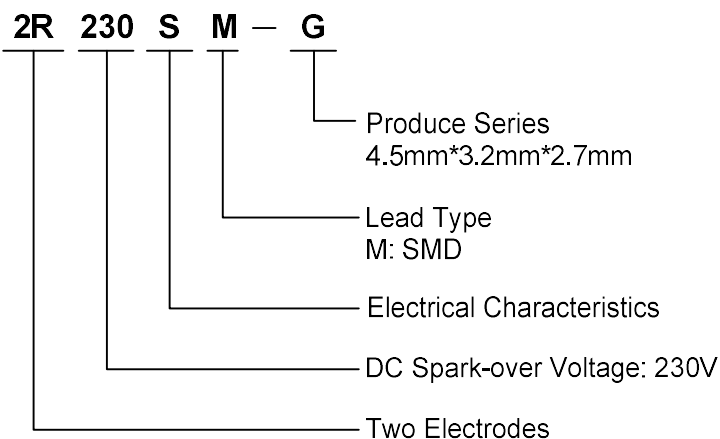 2R 230 S M — G
Produce Series
4.5mm*3.2mm*2.7mm
Lead Type
M: SMD
Electrical Characteristics
DC Spark-over Voltage: 230V
Two Electrodes